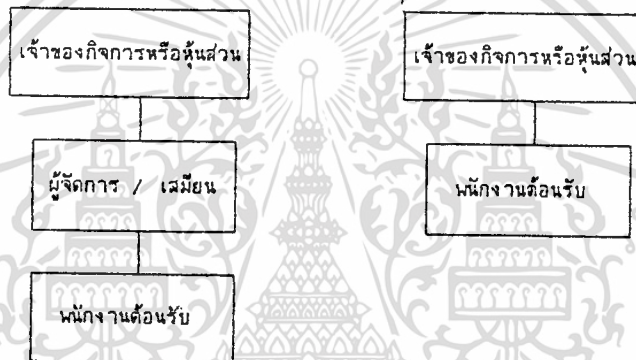 เจ้าของกิจการหรือหุ้นส่วน
ผู้จัดการ / เสมียน
พนักงานต้อนรับ
เจ้าของกิจการหรือหุ้นส่วน
พนักงานต้อนรับ